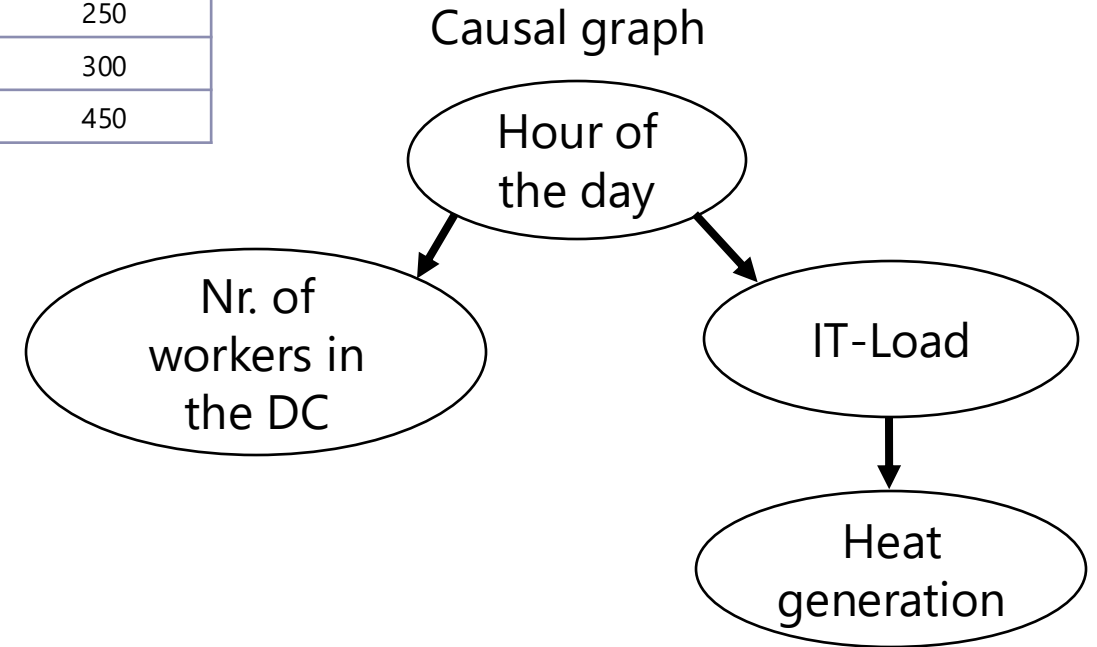 250
300
450
Causal graph
Hour of
the day
Nr. of
workers in
the DC
IT-Load
Heat
generation